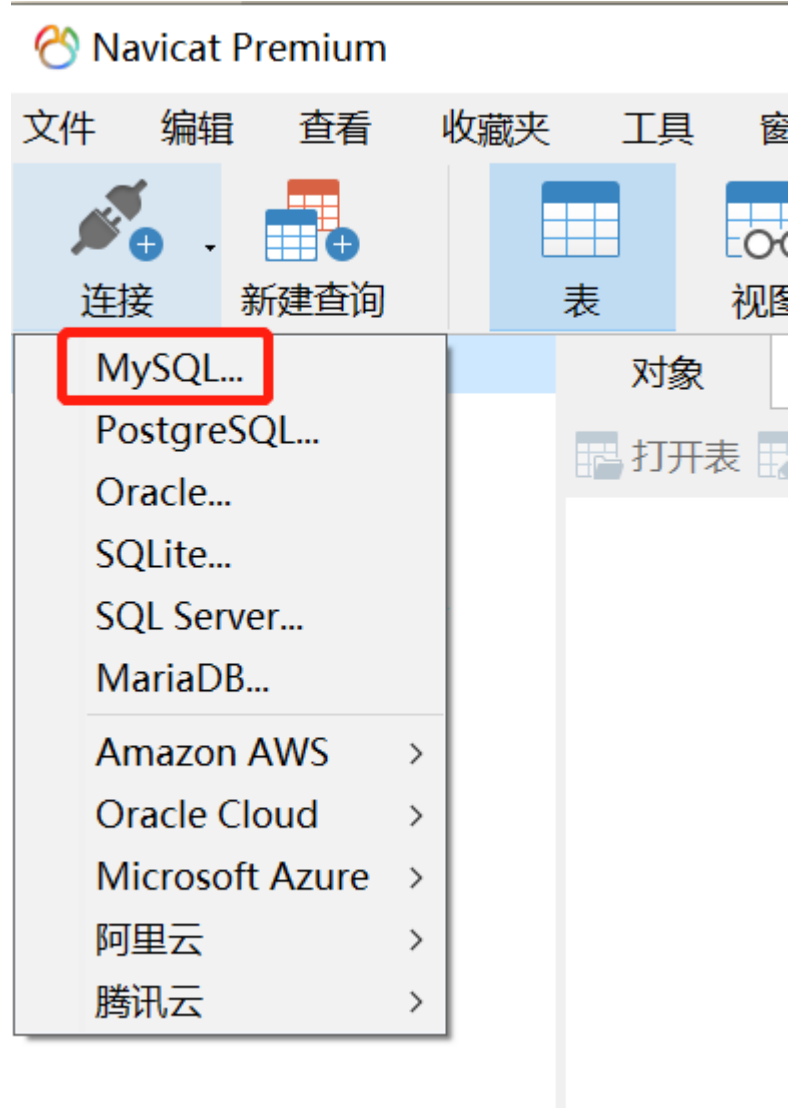 Navicat Premium
文件 编辑 查看 收藏夹 工具 窗
连接 新建查询 表 视图
MySQL...
对象
PostgreSQL...
打开表
Oracle...
SQLite...
SQL Server...
MariaDB...
Amazon AWS
Oracle Cloud
Microsoft Azure
阿里云
腾讯云